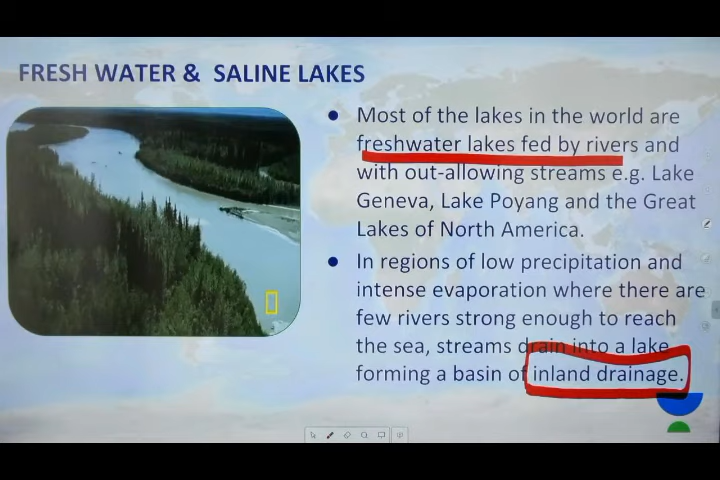 FRESH WATER & SALINE LAKES
● Most of the lakes in the world are
freshwater lakes fed by rivers and
with out-allowing streams e.g. Lake
Geneva, Lake Poyang and the Great
Lakes of North America.
● In regions of low precipitation and
intense evaporation where there are
few rivers strong enough to reach
the sea, streams drain into a lake
forming a basin of inland drainage.